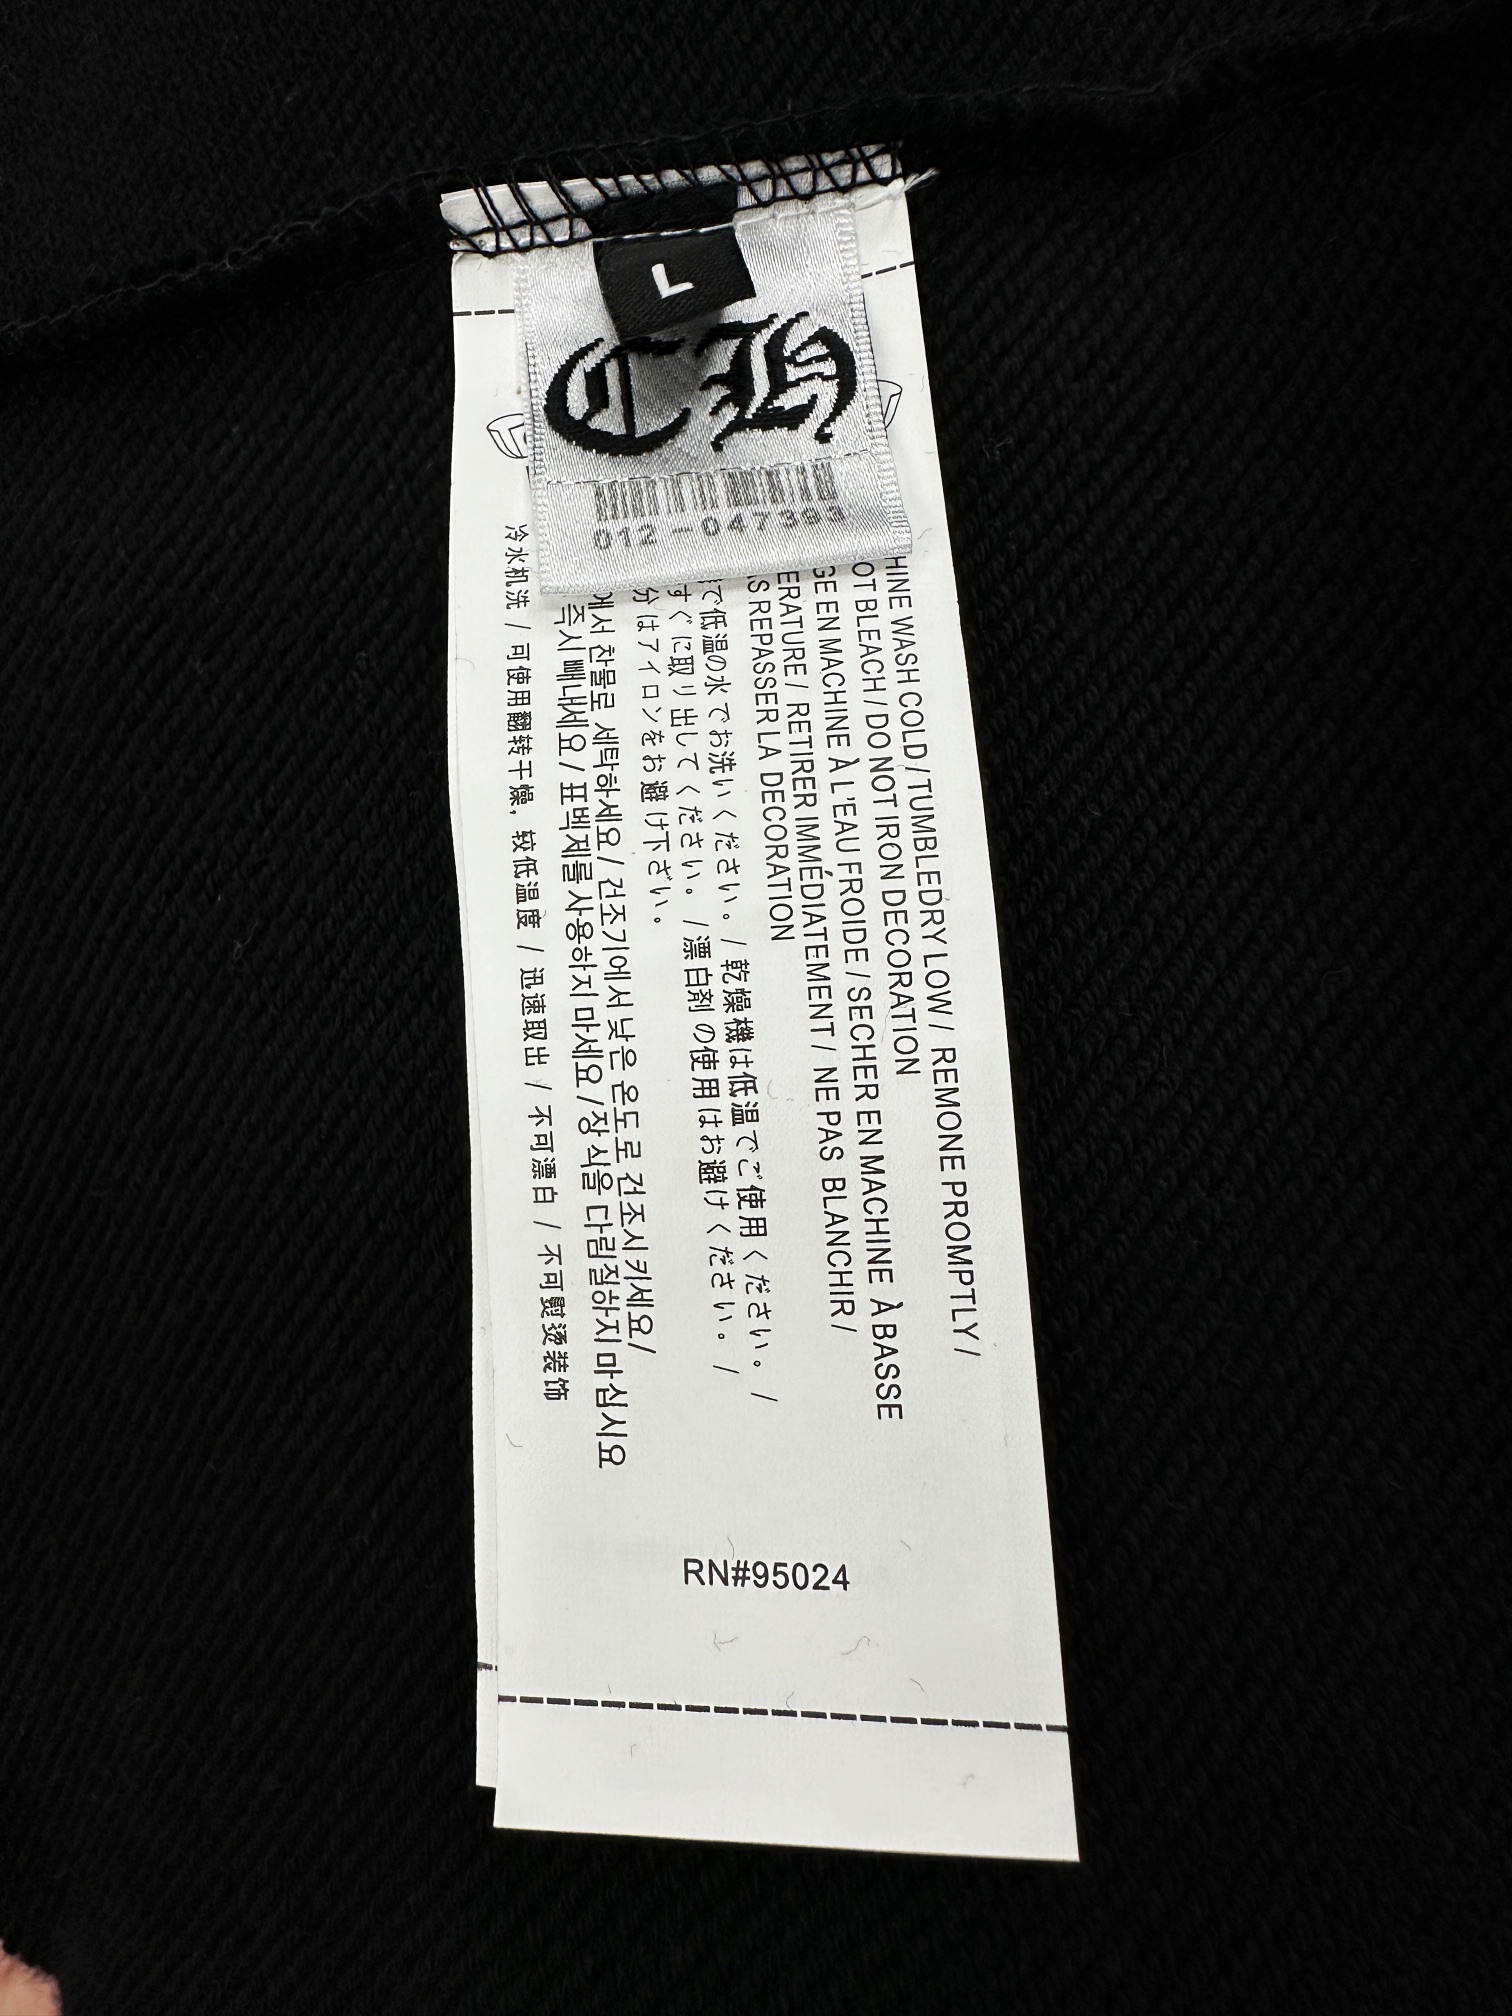 L
CH
012-047393
HINE WASH COLD / TUMBLEDRY LOW / REMONE PROMPTLY /
OT BLEACH / DO NOT IRON DECORATION
GE EN MACHINE À L'EAU FROIDE / SECHER EN MACHINE À BASSE
ERATURE / RETIRER IMMÉDIATEMENT / NE PAS BLANCHIR /
S REPASSER LA DECORATION
で低温の水でお洗いください。/ 乾燥機は低温でご使用ください。/
すぐに取り出してください。/漂白剤の使用はお避けください。/
分はアイロンをお避け下ざい。
에서 찬물로 세탁하세요/ 건조기에서 낮은 온도로 건조시키세요/
즉시 빼내세요 / 표벡제를 사용하지 마세요 /장식을 다림질하지 마십시요
冷水机洗 / 可使用翻转干燥, 较低温度 / 迅速取出 / 不可漂白 / 不可熨烫装饰
RN#95024